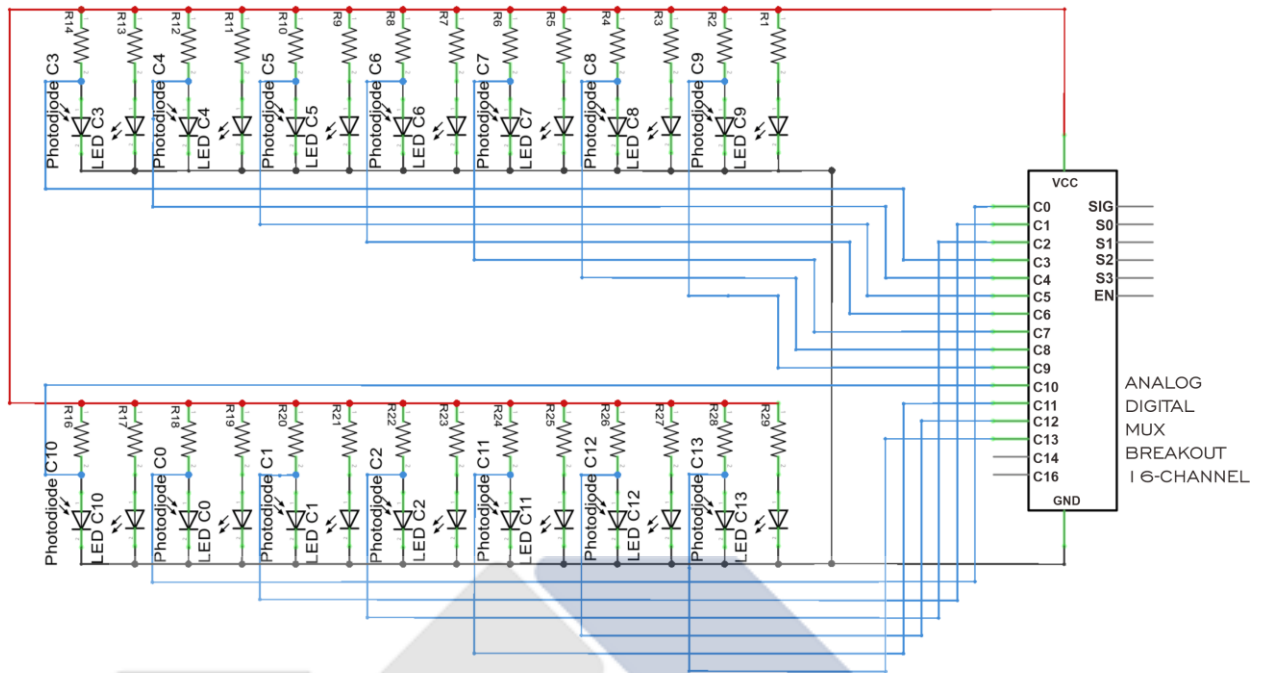 R14 R13 R12 R11 R10 R9 R8 R7 R6 R5 R4 R3 R2 R1
Photodiode C3 LED C3 Photodiode C4 LED C4 Photodiode C5 LED C5 Photodiode C6 LED C6 Photodiode C7 LED C7 Photodiode C8 LED C8 Photodiode C9 LED C9
VCC
C0 SIG
C1 S0
C2 S1
C3 S2
C4 S3
C5 EN
C6
C7
C8
C9
C10
C11
C12
C13
C14
C16
GND
ANALOG
DIGITAL
MUX
BREAKOUT
16-CHANNEL
R16 R17 R18 R19 R20 R21 R22 R23 R24 R25 R26 R27 R28 R29
Photodiode C10 LED C10 Photodiode C0 LED C0 Photodiode C1 LED C1 Photodiode C2 LED C2 Photodiode C11 LED C11 Photodiode C12 LED C12 Photodiode C13 LED C13